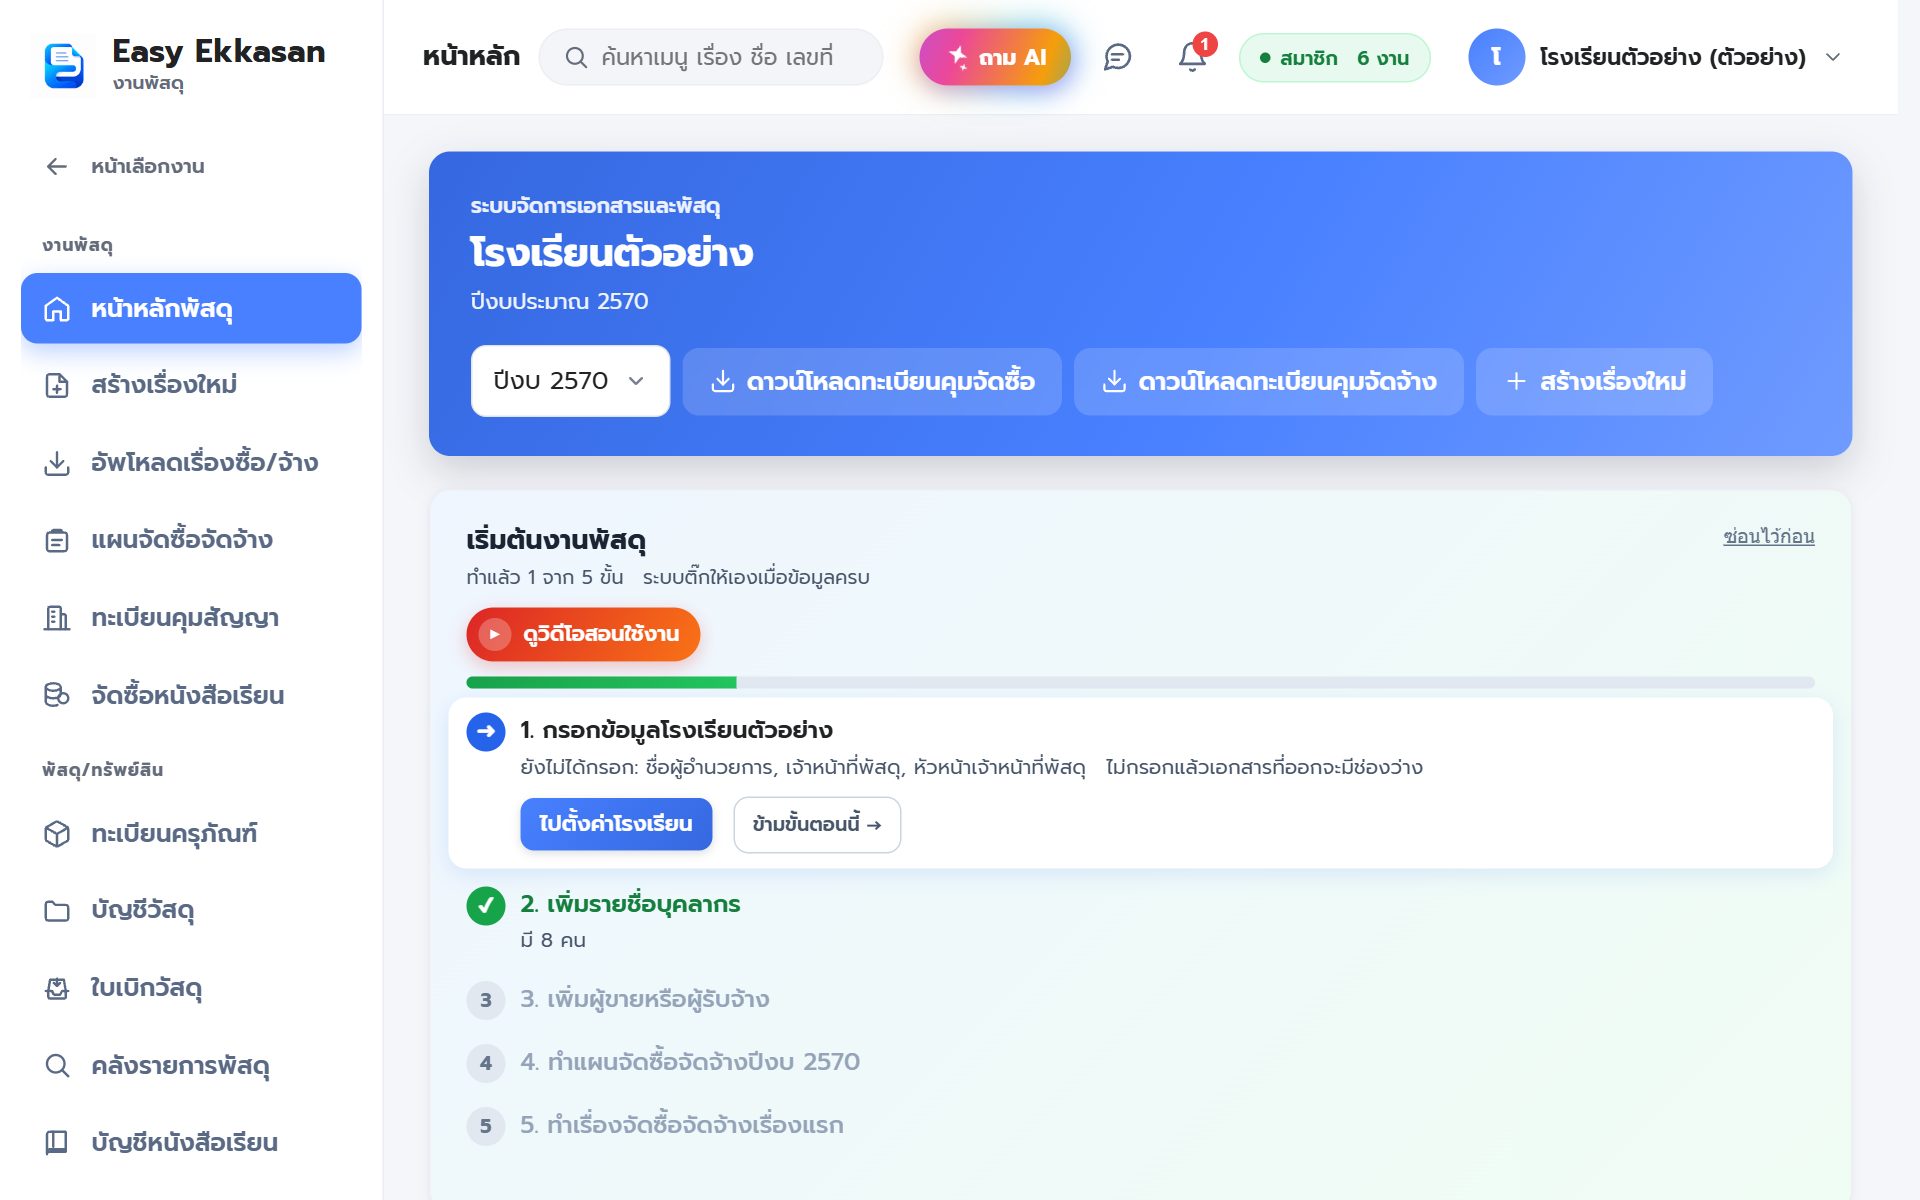 Easy Ekkasan
งานพัสดุ
หน้าเลือกงาน
งานพัสดุ
หน้าหลักพัสดุ
สร้างเรื่องใหม่
อัพโหลดเรื่องซื้อ/จ้าง
แผนจัดซื้อจัดจ้าง
ทะเบียนคุมสัญญา
จัดซื้อหนังสือเรียน
พัสดุ/ทรัพย์สิน
ทะเบียนครุภัณฑ์
บัญชีวัสดุ
ใบเบิกวัสดุ
คลังรายการพัสดุ
บัญชีหนังสือเรียน
หน้าหลัก
ค้นหาเมนู เรื่อง ชื่อ เลขที่
ถาม AI
1
สมาชิก 6 งาน
โ
โรงเรียนตัวอย่าง (ตัวอย่าง)
ระบบจัดการเอกสารและพัสดุ
โรงเรียนตัวอย่าง
ปีงบประมาณ 2570
ปีงบ 2570
ดาวน์โหลดทะเบียนคุมจัดซื้อ
ดาวน์โหลดทะเบียนคุมจัดจ้าง
สร้างเรื่องใหม่
เริ่มต้นงานพัสดุ
ซ่อนไว้ก่อน
ทำแล้ว 1 จาก 5 ขั้น ระบบติ๊กให้เองเมื่อข้อมูลครบ
ดูวิดีโอสอนใช้งาน
1. กรอกข้อมูลโรงเรียนตัวอย่าง
ยังไม่ได้กรอก: ชื่อผู้อำนวยการ, เจ้าหน้าที่พัสดุ, หัวหน้าเจ้าหน้าที่พัสดุ ไม่กรอกแล้วเอกสารที่ออกจะมีช่องว่าง
ไปตั้งค่าโรงเรียน
ข้ามขั้นตอนนี้ →
2. เพิ่มรายชื่อบุคลากร
มี 8 คน
3 3. เพิ่มผู้ขายหรือผู้รับจ้าง
4 4. ทำแผนจัดซื้อจัดจ้างปีงบ 2570
5 5. ทำเรื่องจัดซื้อจัดจ้างเรื่องแรก